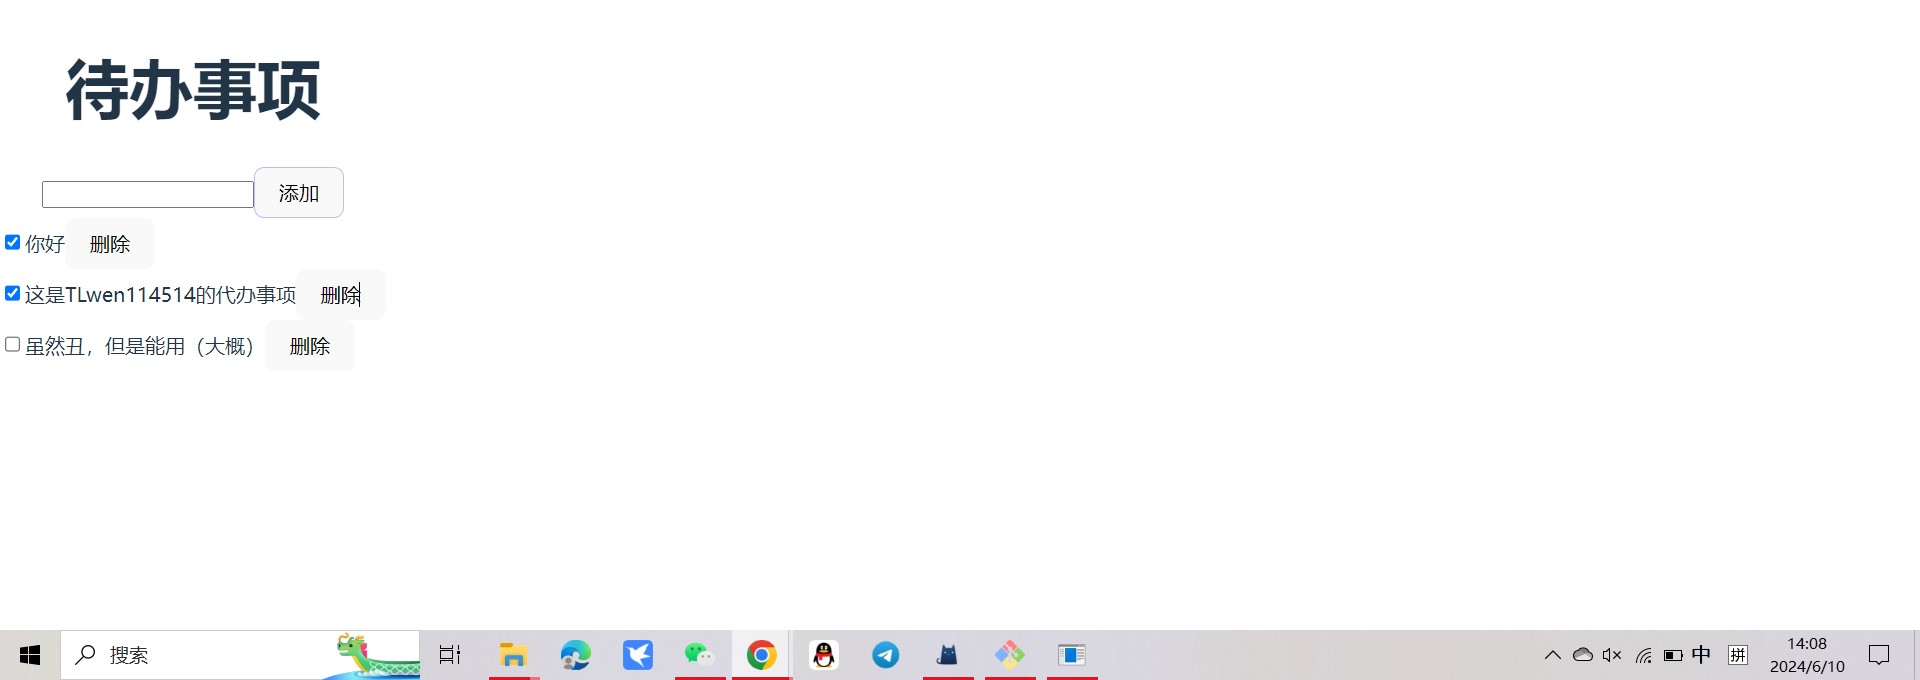 待办事项
添加
你好 删除
这是TLwen114514的代办事项 删除
虽然丑，但是能用（大概） 删除
搜索
中
拼
14:08
2024/6/10